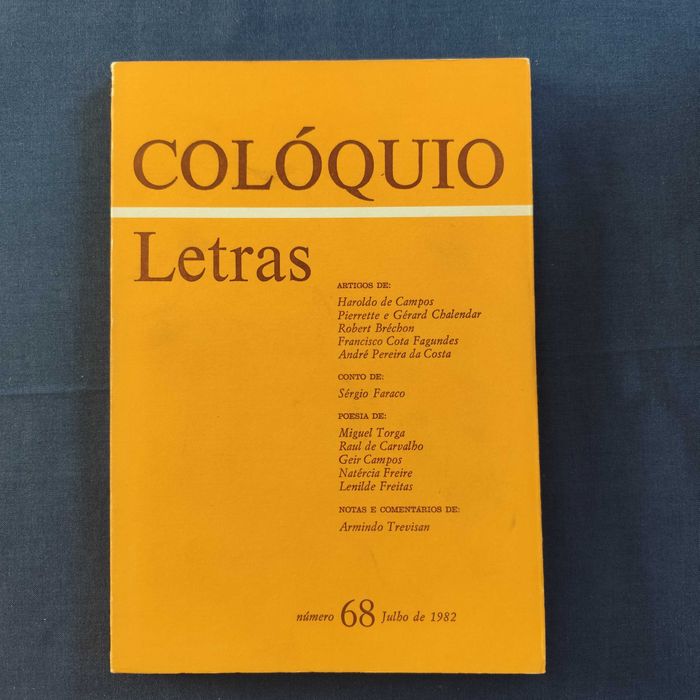 COLÓQUIO
Letras
ARTIGOS DE:
Haroldo de Campos
Pierrette e Gérard Chalendar
Robert Bréchon
Francisco Cota Fagundes
André Pereira da Costa
CONTO DE:
Sérgio Faraco
POESIA DE:
Miguel Torga
Raul de Carvalho
Geir Campos
Natércia Freire
Lenilde Freitas
NOTAS E COMENTÁRIOS DE:
Armindo Trevisan
número 68 Julho de 1982